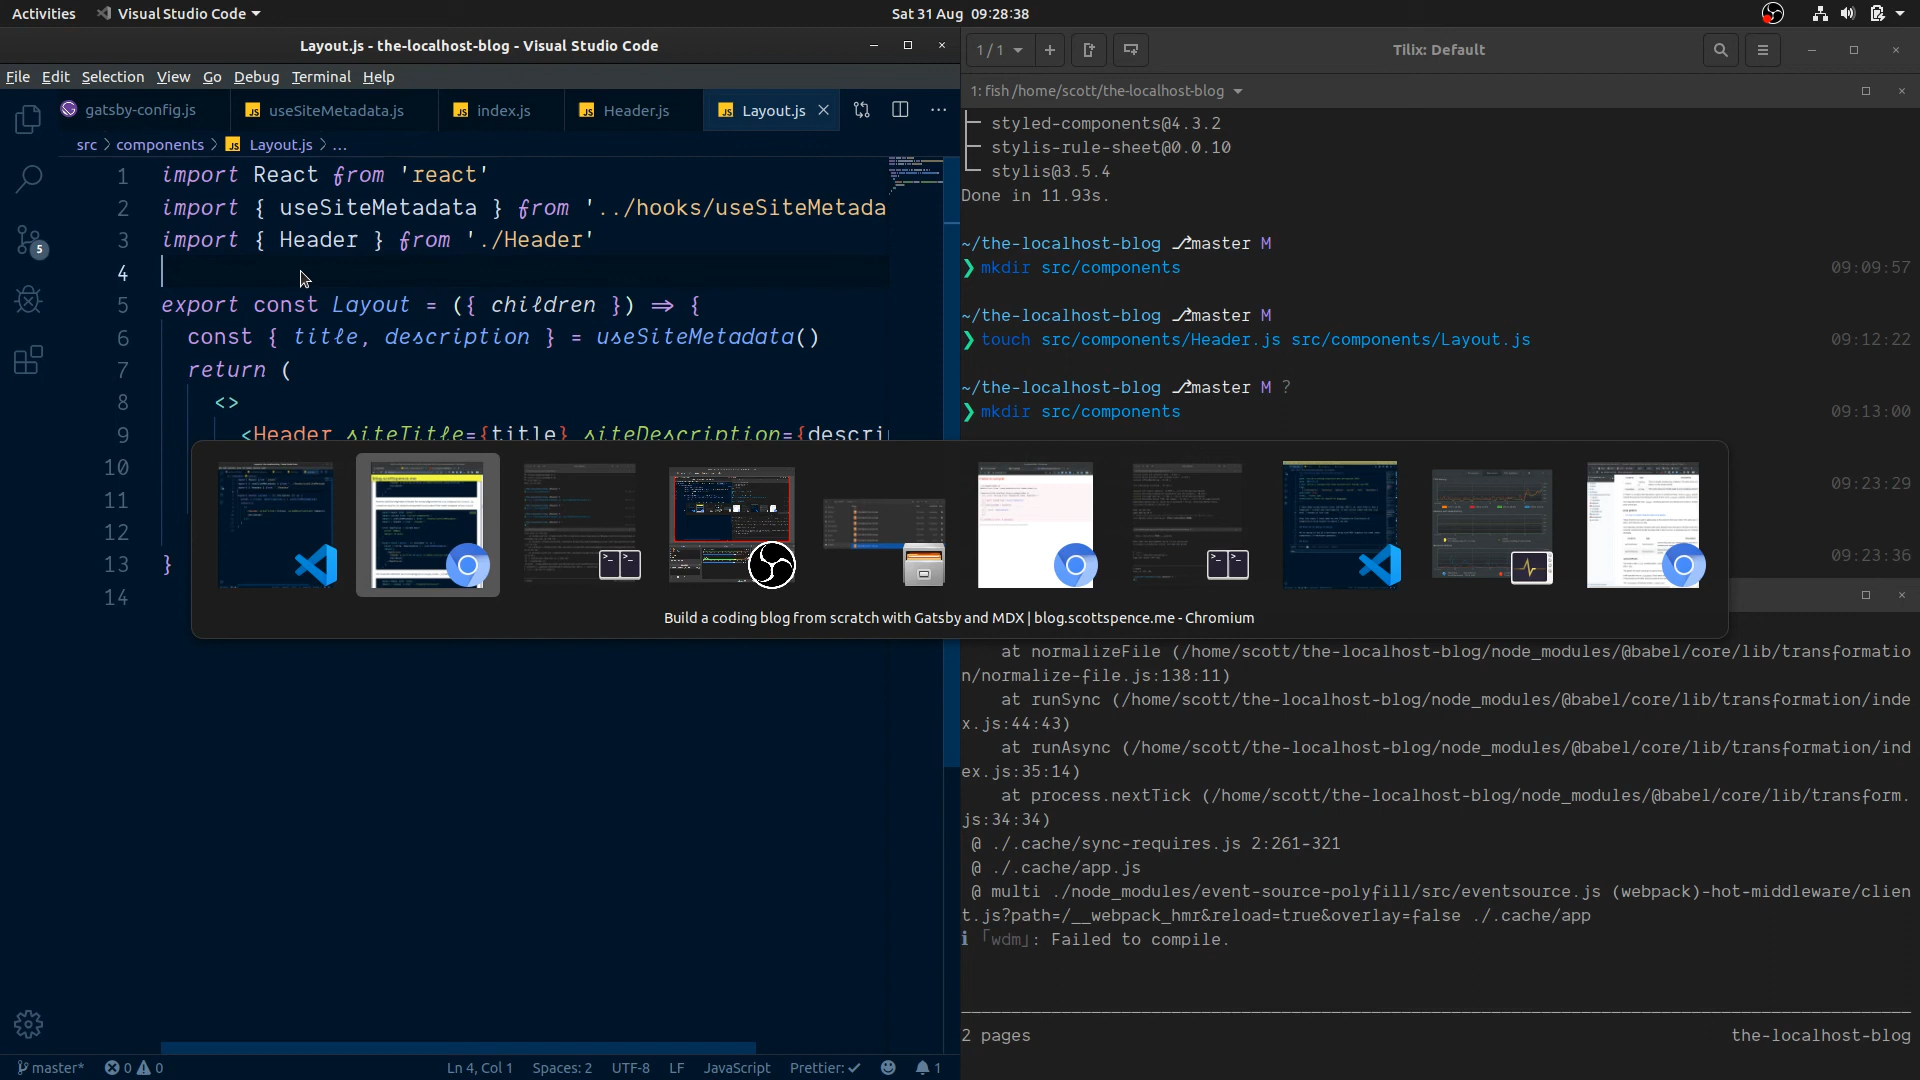 Activities
Visual Studio Code
Sat 31 Aug 09:28:38
Layout.js - the-localhost-blog - Visual Studio Code
File Edit Selection View Go Debug Terminal Help
gatsby-config.js
JS useSiteMetadata.js
JS index.js
JS Header.js
JS Layout.js
src > components > JS Layout.js > ...
1 import React from 'react'
2 import { useSiteMetadata } from '../hooks/useSiteMetada
3 import { Header } from './Header'
4
5 export const Layout = ({ children }) => {
6 const { title, description } = useSiteMetadata()
7 return (
8 <>
9 <Header siteTitle={title} siteDescription={descri
10
11
12
13 }
14
5
master*
0 0
Ln 4, Col 1
Spaces: 2
UTF-8
LF
JavaScript
Prettier: ✓
1
1 / 1
Tilix: Default
1: fish /home/scott/the-localhost-blog
├─ styled-components@4.3.2
├─ stylis-rule-sheet@0.0.10
└─ stylis@3.5.4
Done in 11.93s.
~/the-localhost-blog ⎇master M
❯ mkdir src/components 09:09:57
~/the-localhost-blog ⎇master M
❯ touch src/components/Header.js src/components/Layout.js 09:12:22
~/the-localhost-blog ⎇master M ?
❯ mkdir src/components 09:13:00
09:23:29
09:23:36
Build a coding blog from scratch with Gatsby and MDX | blog.scottspence.me - Chromium
at normalizeFile (/home/scott/the-localhost-blog/node_modules/@babel/core/lib/transformatio
n/normalize-file.js:138:11)
at runSync (/home/scott/the-localhost-blog/node_modules/@babel/core/lib/transformation/inde
x.js:44:43)
at runAsync (/home/scott/the-localhost-blog/node_modules/@babel/core/lib/transformation/ind
ex.js:35:14)
at process.nextTick (/home/scott/the-localhost-blog/node_modules/@babel/core/lib/transform.
js:34:34)
@ ./.cache/sync-requires.js 2:261-321
@ ./.cache/app.js
@ multi ./node_modules/event-source-polyfill/src/eventsource.js (webpack)-hot-middleware/clien
t.js?path=/__webpack_hmr&reload=true&overlay=false ./.cache/app
ℹ ｢wdm｣: Failed to compile.
2 pages
the-localhost-blog